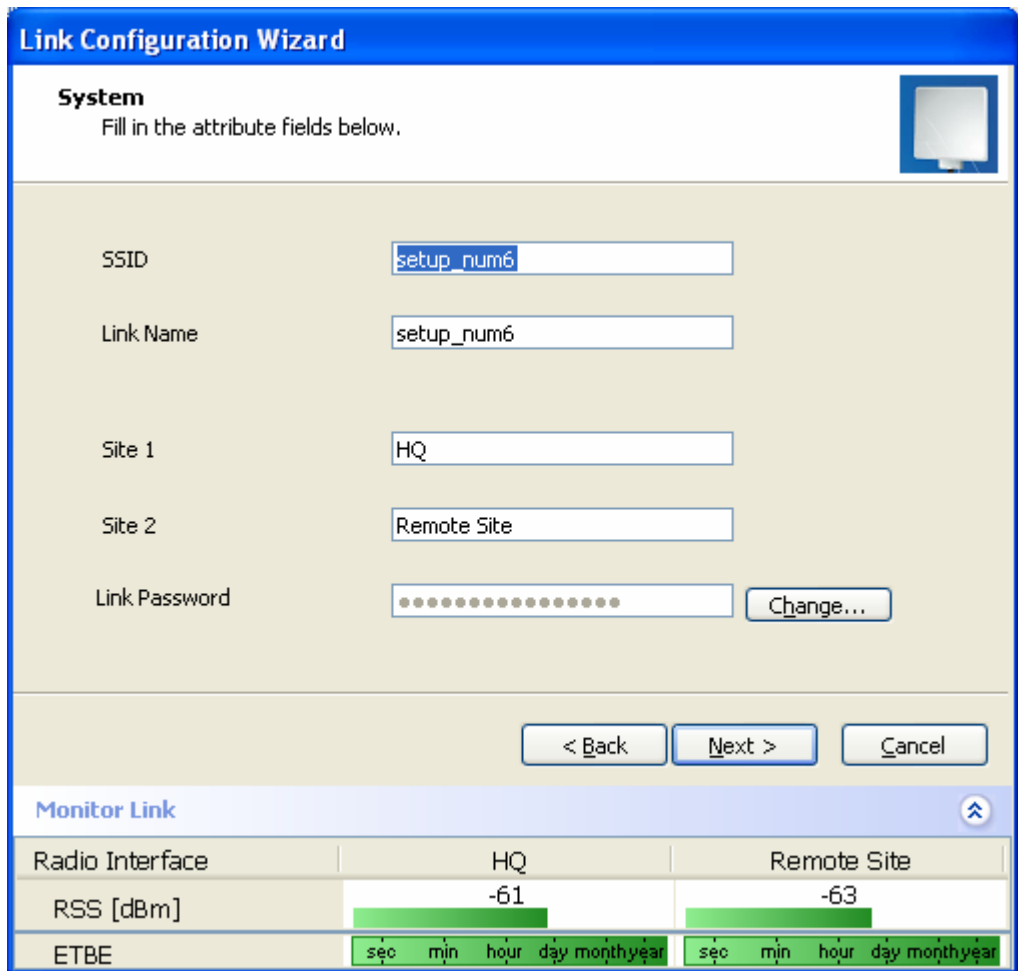 Link Configuration Wizard
System
Fill in the attribute fields below.
SSID setup_num6
Link Name setup_num6
Site 1 HQ
Site 2 Remote Site
Link Password ●●●●●●●●●●●●●●●● Change...
< Back Next > Cancel
Monitor Link
Radio Interface HQ Remote Site
RSS [dBm] -61 -63
ETBE sec min hour day month year sec min hour day month year